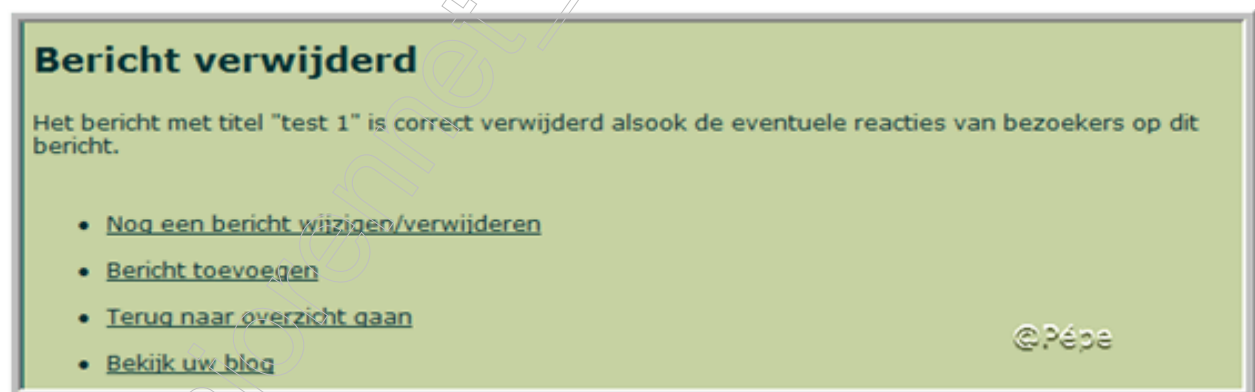 Bericht verwijderd
Het bericht met titel "test 1" is correct verwijderd alsook de eventuele reacties van bezoekers op dit
bericht.
• Nog een bericht wijzigen/verwijderen
• Bericht toevoegen
• Terug naar overzicht gaan
• Bekijk uw blog
@Pépe